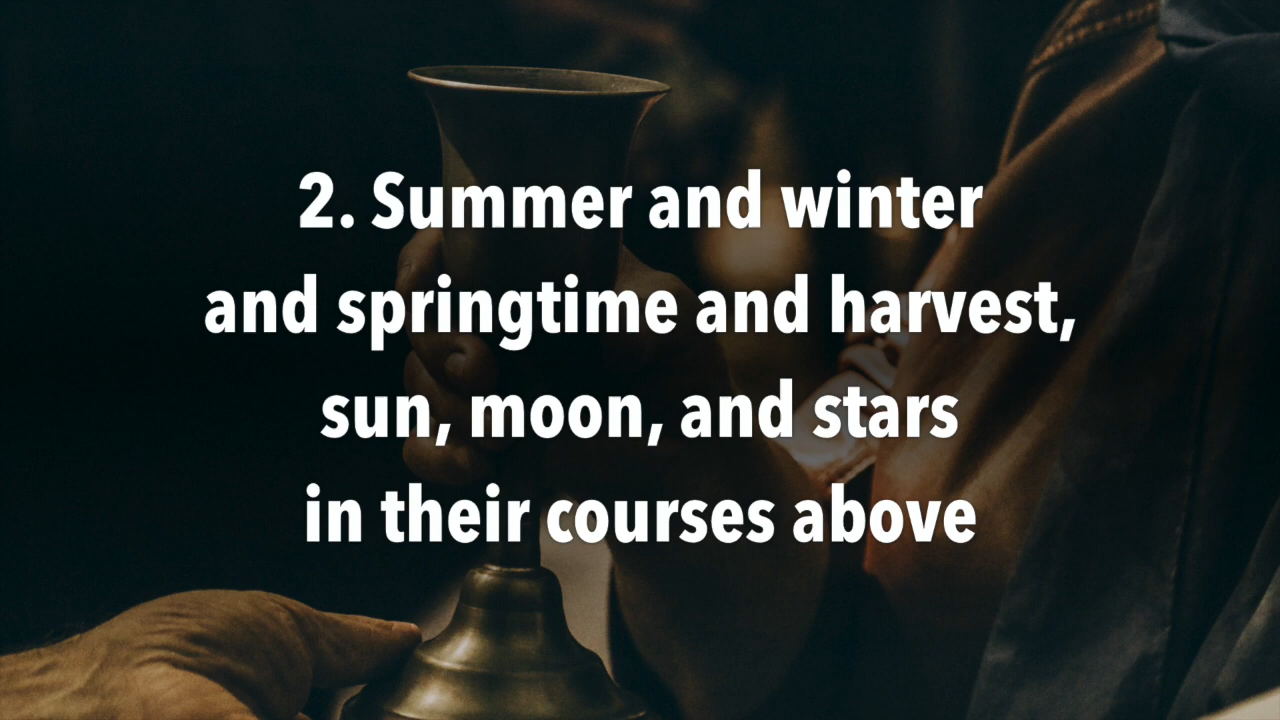 2. Summer and winter
and springtime and harvest,
sun, moon, and stars
in their courses above